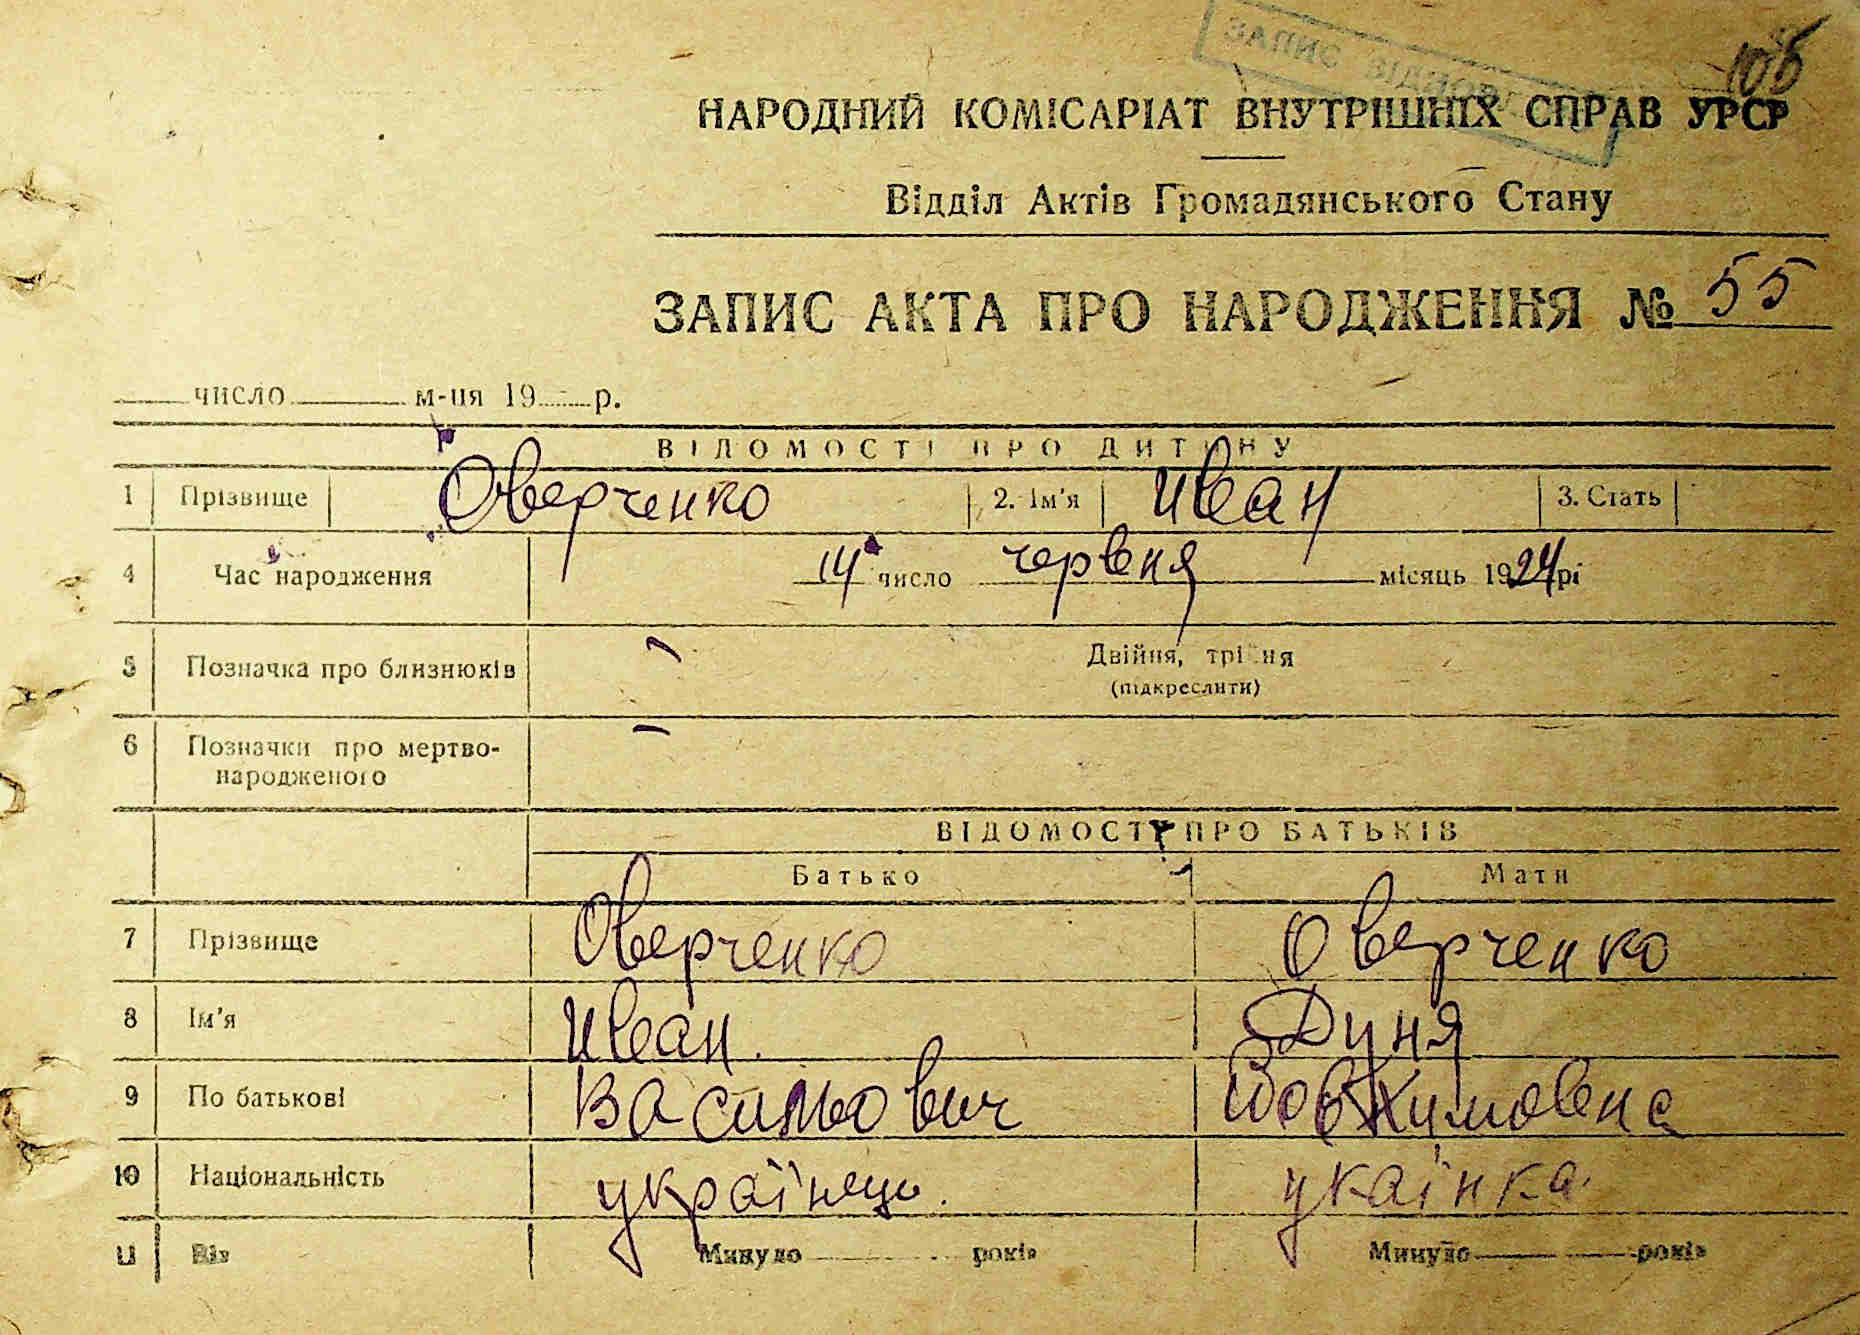 105
ЗАПИС ВІДНОВЛ
НАРОДНИЙ КОМІСАРІАТ ВНУТРІШНІХ СПРАВ УРСР
Відділ Актів Громадянського Стану
ЗАПИС АКТА ПРО НАРОДЖЕННЯ № 55
число м-ця 19 р.
ВІДОМОСТІ ПРО ДИТИНУ
1 Прізвище Оверченко 2. Ім'я Иван 3. Стать
4 Час народження 14 число червня місяць 1924 рі
5 Позначка про близнюків Двійня, трійня
(підкреслити)
6 Позначки про мертво-
народженого
ВІДОМОСТІ ПРО БАТЬКІВ
Батько Мати
7 Прізвище Оверченко Оверченко
8 Ім'я Иван. Дуня
9 По батькові Васильович
10 Національність українець. укаїнка.
11 Вік Минуло років Минуло років